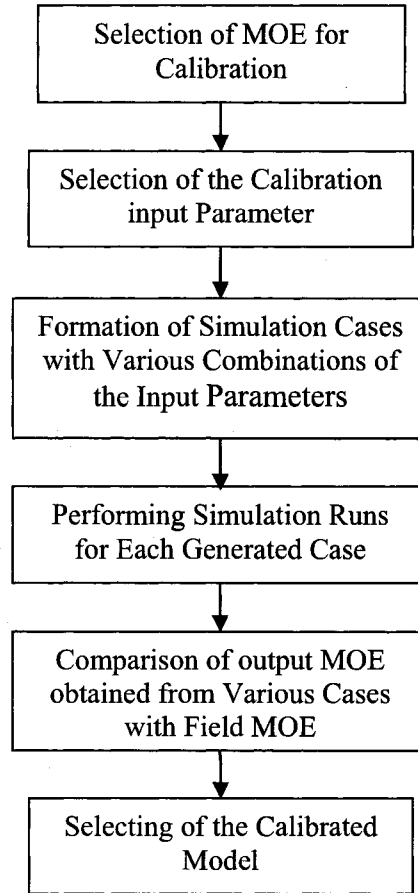 Selection of MOE for
Calibration
Selection of the Calibration
input Parameter
Formation of Simulation Cases
with Various Combinations of
the Input Parameters
Performing Simulation Runs
for Each Generated Case
Comparison of output MOE
obtained from Various Cases
with Field MOE
Selecting of the Calibrated
Model